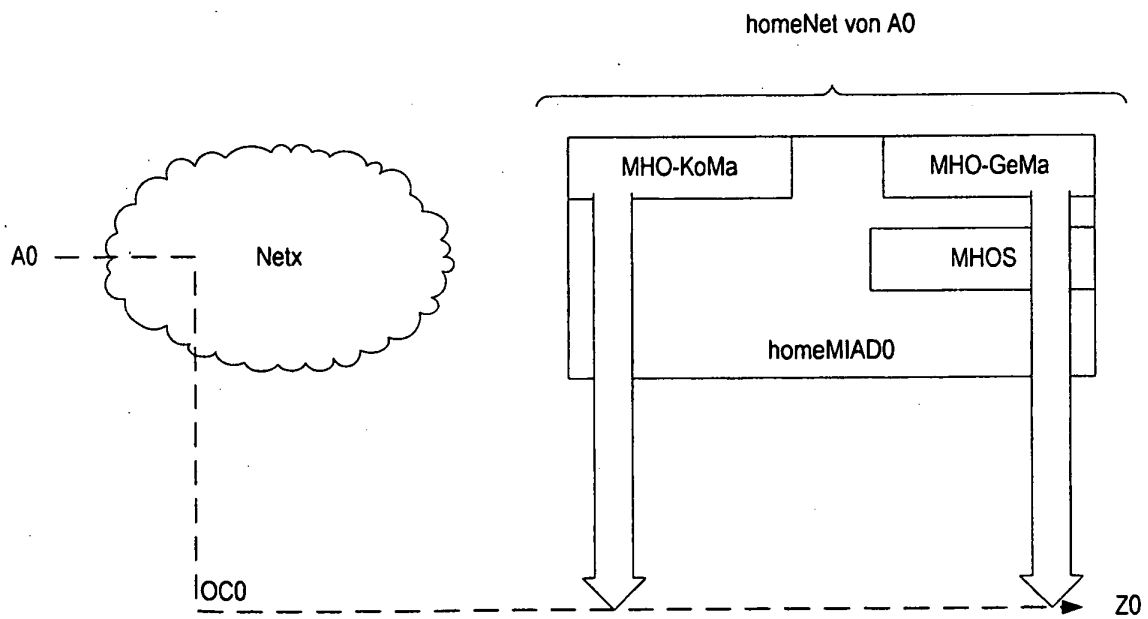 homeNet von A0
MHO-KoMa
MHO-GeMa
A0
Netx
MHOS
homeMIAD0
OC0
Z0